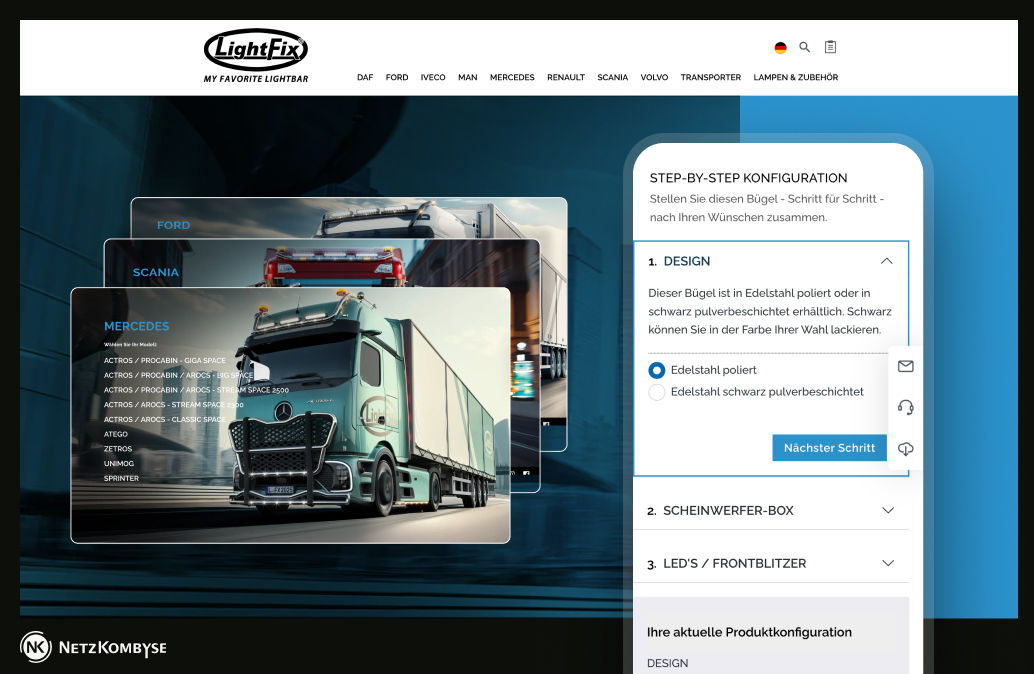 LightFix
MY FAVORITE LIGHTBAR
DAF FORD IVECO MAN MERCEDES RENAULT SCANIA VOLVO TRANSPORTER LAMPEN & ZUBEHÖR
FORD
SCANIA
MERCEDES
Wählen Sie Ihr Modell:
ACTROS / PROCABIN - GIGA SPACE
ACTROS / PROCABIN / AROCS - BIG SPACE
ACTROS / PROCABIN / AROCS - STREAM SPACE 2500
ACTROS / AROCS - STREAM SPACE 2300
ACTROS / AROCS - CLASSIC SPACE
ATEGO
ZETROS
UNIMOG
SPRINTER
STEP-BY-STEP KONFIGURATION
Stellen Sie diesen Bügel - Schritt für Schritt -
nach Ihren Wünschen zusammen.
1. DESIGN
Dieser Bügel ist in Edelstahl poliert oder in
schwarz pulverbeschichtet erhältlich. Schwarz
können Sie in der Farbe Ihrer Wahl lackieren.
Edelstahl poliert
Edelstahl schwarz pulverbeschichtet
Nächster Schritt
2. SCHEINWERFER-BOX
3. LED'S / FRONTBLITZER
Ihre aktuelle Produktkonfiguration
DESIGN
NK NETZKOMBYSE